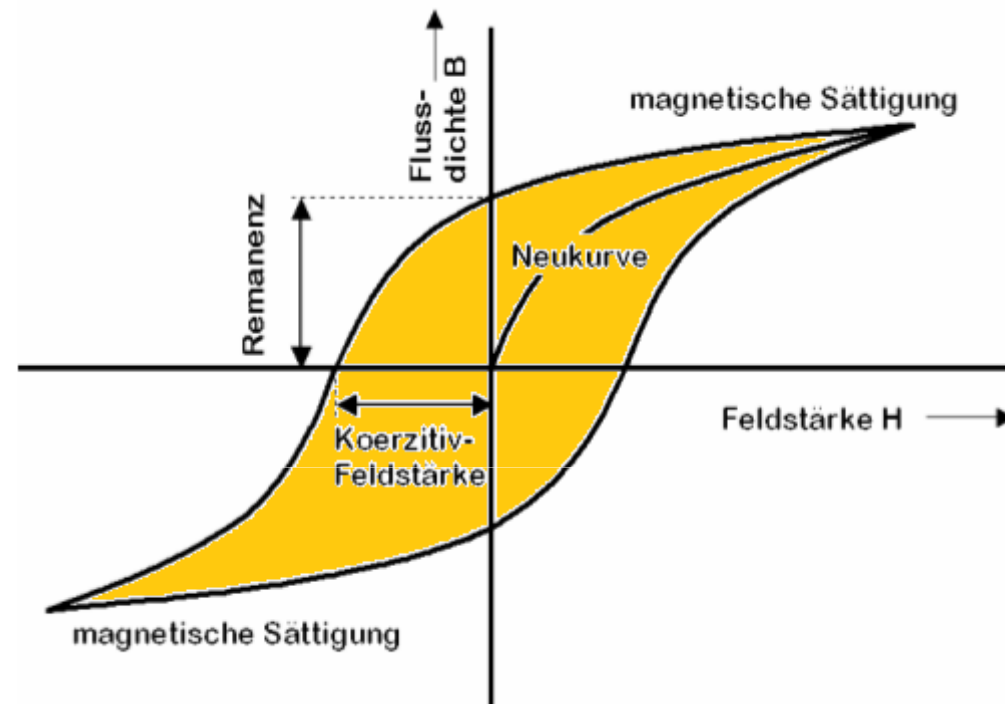 Fluss-
dichte B
magnetische Sättigung
Remanenz
Neukurve
Feldstärke H
Koerzitiv-
Feldstärke
magnetische Sättigung